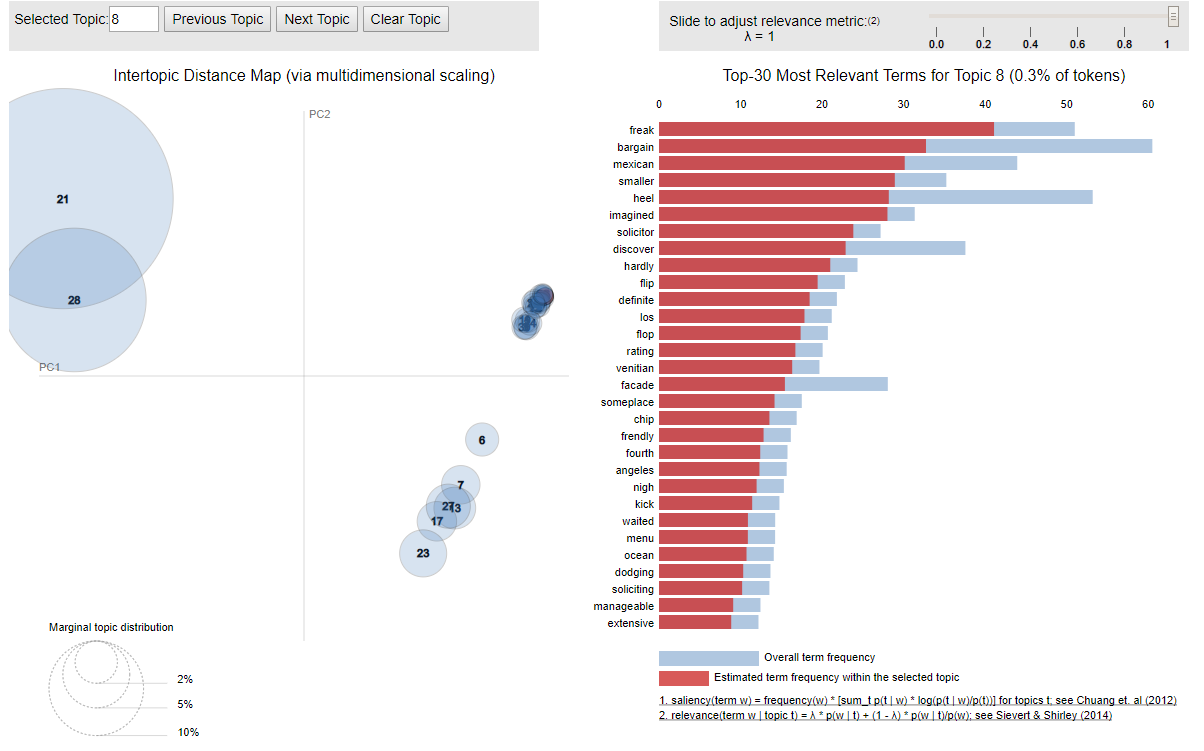 Selected Topic: 8 Previous Topic Next Topic Clear Topic
Slide to adjust relevance metric:(2)
λ = 1
0.0 0.2 0.4 0.6 0.8 1
Intertopic Distance Map (via multidimensional scaling)
PC2
PC1
21
28
6
7
27
13
17
23
Marginal topic distribution
2%
5%
10%
Top-30 Most Relevant Terms for Topic 8 (0.3% of tokens)
0 10 20 30 40 50 60
freak
bargain
mexican
smaller
heel
imagined
solicitor
discover
hardly
flip
definite
los
flop
rating
venitian
facade
someplace
chip
frendly
fourth
angeles
nigh
kick
waited
menu
ocean
dodging
soliciting
manageable
extensive
Overall term frequency
Estimated term frequency within the selected topic
1. saliency(term w) = frequency(w) * [sum_t p(t | w) * log(p(t | w)/p(t))] for topics t; see Chuang et. al (2012)
2. relevance(term w | topic t) = λ * p(w | t) + (1 - λ) * p(w | t)/p(w); see Sievert & Shirley (2014)